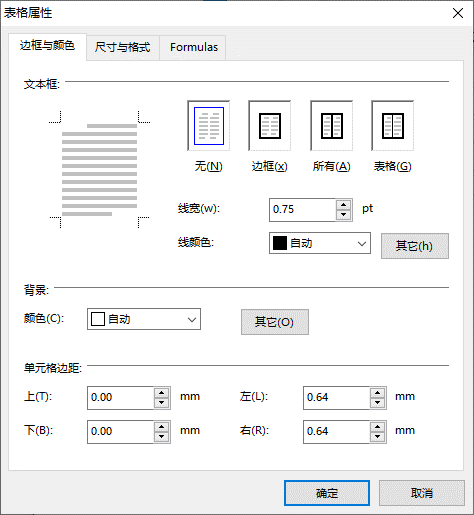 表格属性
边框与颜色 尺寸与格式 Formulas
文本框:
无(N) 边框(x) 所有(A) 表格(G)
线宽(w): 0.75 pt
线颜色: 自动 其它(h)
背景:
颜色(C): 自动 其它(O)
单元格边距:
上(T): 0.00 mm 左(L): 0.64 mm
下(B): 0.00 mm 右(R): 0.64 mm
确定 取消